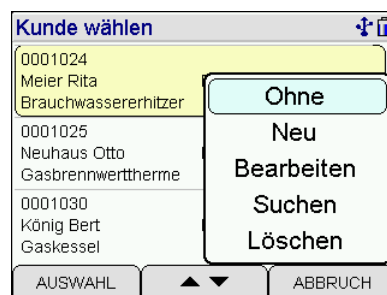 Kunde wählen
0001024
Meier Rita
Brauchwassererhitzer
0001025
Neuhaus Otto
Gasbrennwerttherme
0001030
König Bert
Gaskessel
Ohne
Neu
Bearbeiten
Suchen
Löschen
AUSWAHL
ABBRUCH